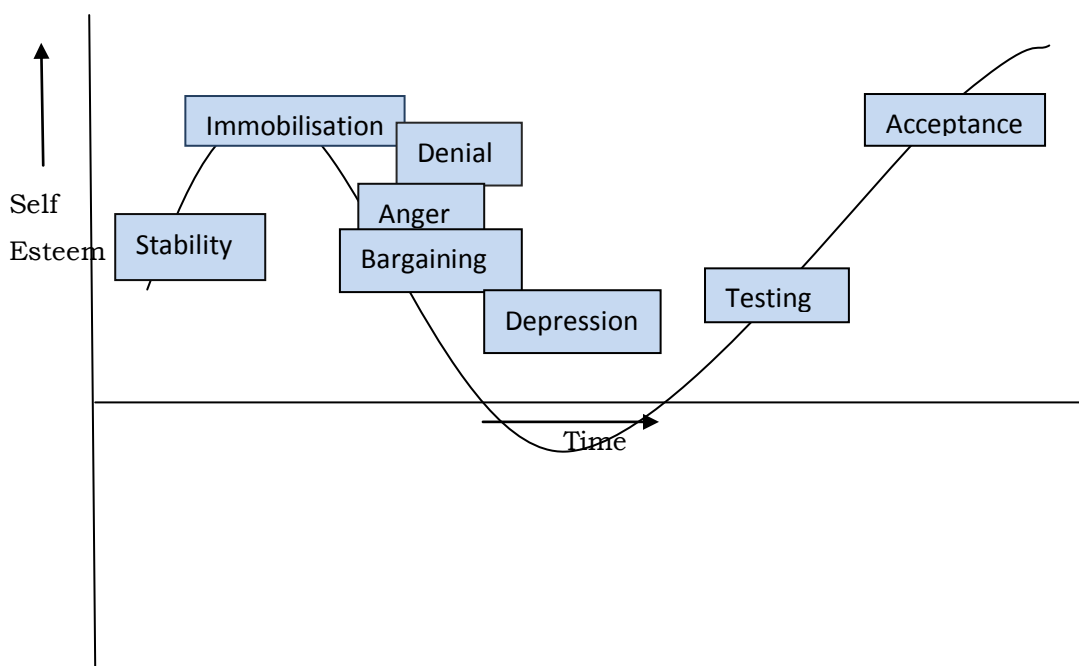 Immobilisation
Denial
Acceptance
Self
Esteem
Stability
Anger
Bargaining
Depression
Testing
Time